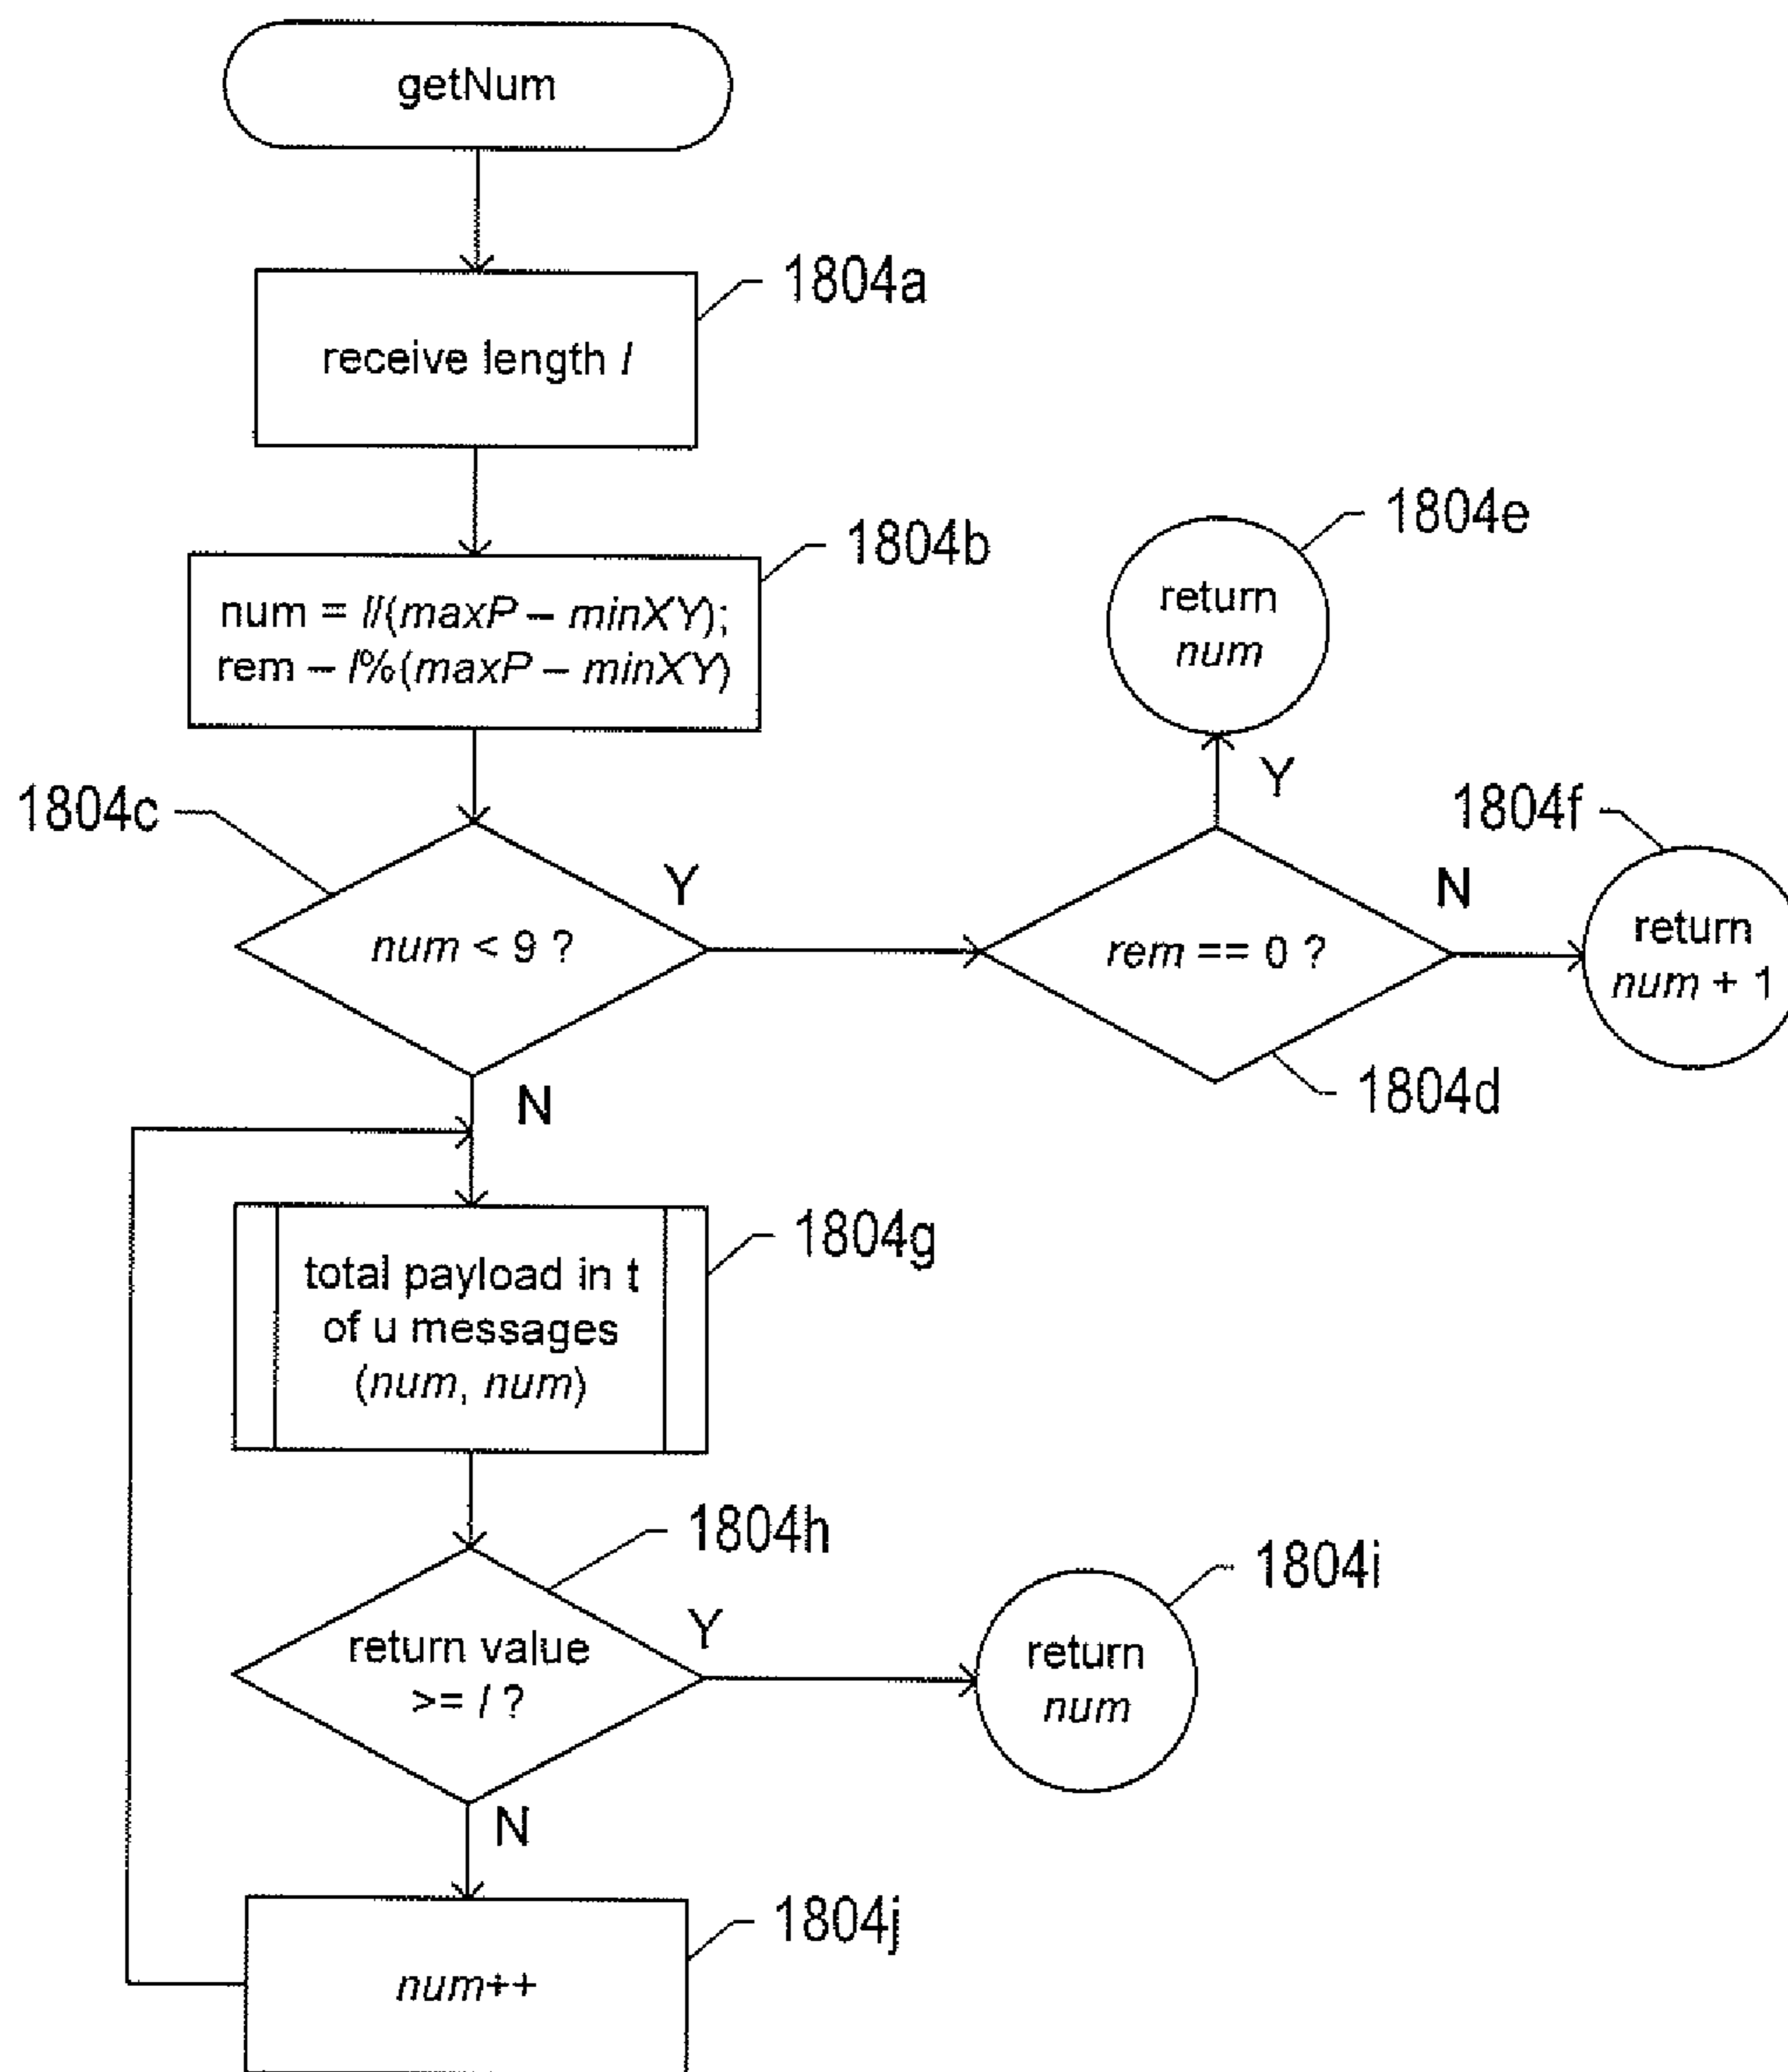 getNum
1804a
receive length l
1804b
num = l/(maxP – minXY);
rem – l%(maxP – minXY)
1804e
return
num
Y
1804c
num < 9 ?
Y
rem == 0 ?
N
1804f
return
num + 1
1804d
N
1804g
total payload in t
of u messages
(num, num)
1804h
return value
>= l ?
Y
1804i
return
num
N
1804j
num++